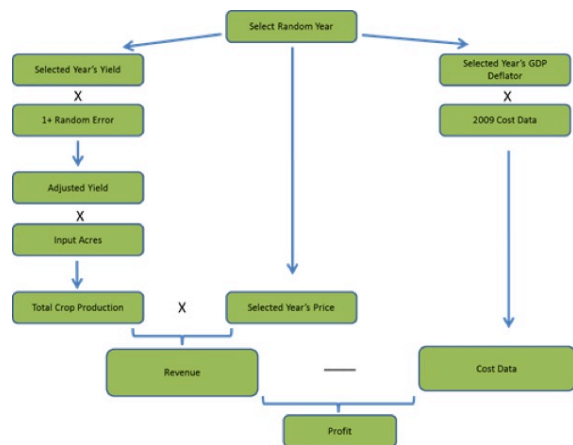 Select Random Year
Selected Year's Yield
Selected Year's GDP
Deflator
X
X
1+ Random Error
2009 Cost Data
Adjusted Yield
X
Input Acres
Total Crop Production
X
Selected Year's Price
Revenue
Cost Data
Profit